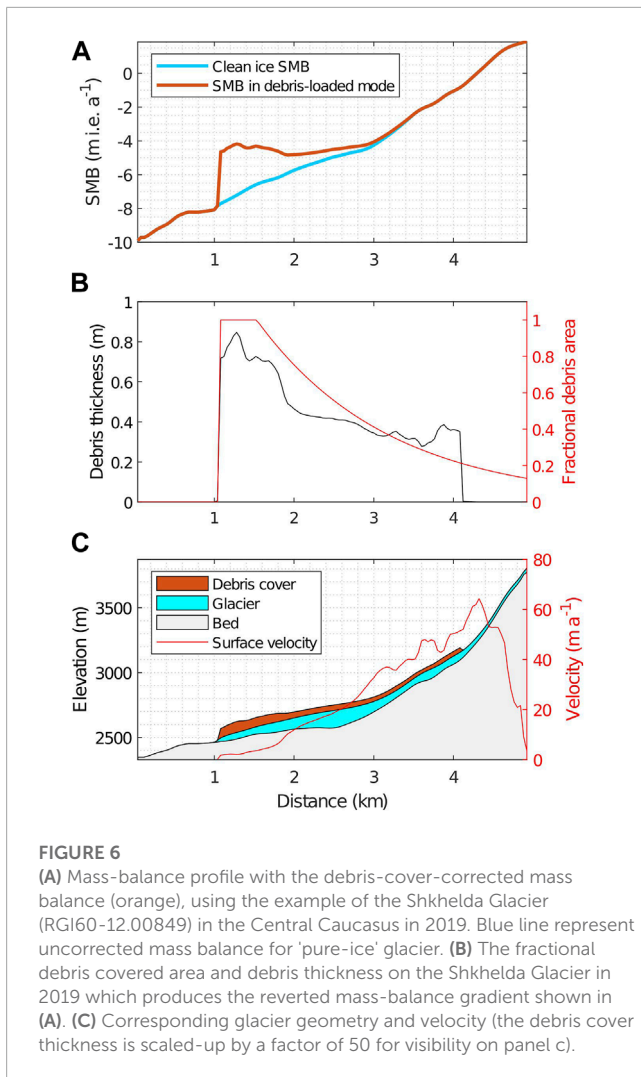 A
0
-2
-4
-6
-8
-10
SMB (m i.e. a-1)
Clean ice SMB
SMB in debris-loaded mode
1 2 3 4
B
1
0.8
0.6
0.4
0.2
0
Debris thickness (m)
1
0.8
0.6
0.4
0.2
0
Fractional debris area
1 2 3 4
C
3500
3000
2500
Elevation (m)
Debris cover
Glacier
Bed
Surface velocity
80
60
40
20
0
Velocity (m a-1)
1 2 3 4
Distance (km)
FIGURE 6
(A) Mass-balance profile with the debris-cover-corrected mass
balance (orange), using the example of the Shkhelda Glacier
(RGI60-12.00849) in the Central Caucasus in 2019. Blue line represent
uncorrected mass balance for 'pure-ice' glacier. (B) The fractional
debris covered area and debris thickness on the Shkhelda Glacier in
2019 which produces the reverted mass-balance gradient shown in
(A). (C) Corresponding glacier geometry and velocity (the debris cover
thickness is scaled-up by a factor of 50 for visibility on panel c).